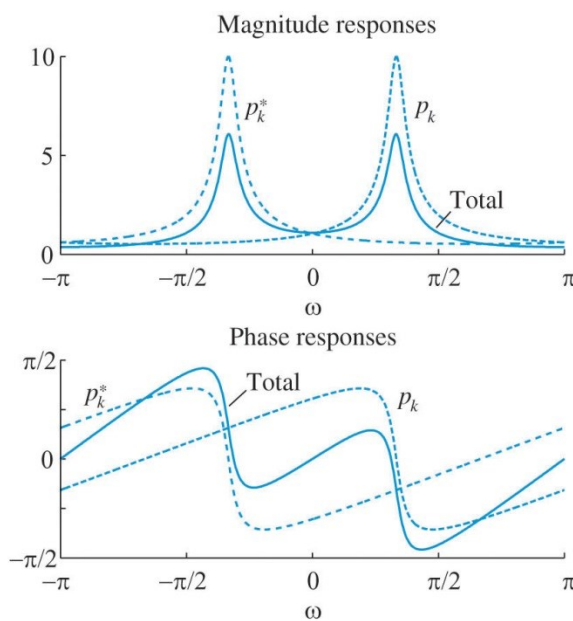 Magnitude responses
10
p*k
pk
5
Total
0
−π
−π/2
0
π/2
π
ω
Phase responses
π/2
p*k
Total
pk
0
−π/2
−π
−π/2
0
π/2
π
ω